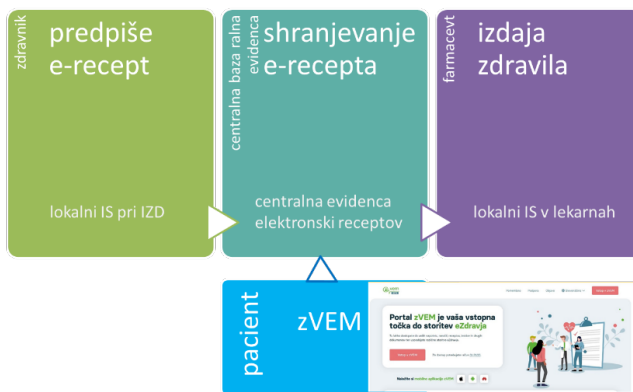 zdravnik
predpiše
e-recept
lokalni IS pri IZD
centralna baza ralna
evidenca
shranjevanje
e-recepta
centralna evidenca
elektronski receptov
farmacevt
izdaja
zdravila
lokalni IS v lekarnah
pacient
zVEM
Portal zVEM je vaša vstopna
točka do storitev eZdravja